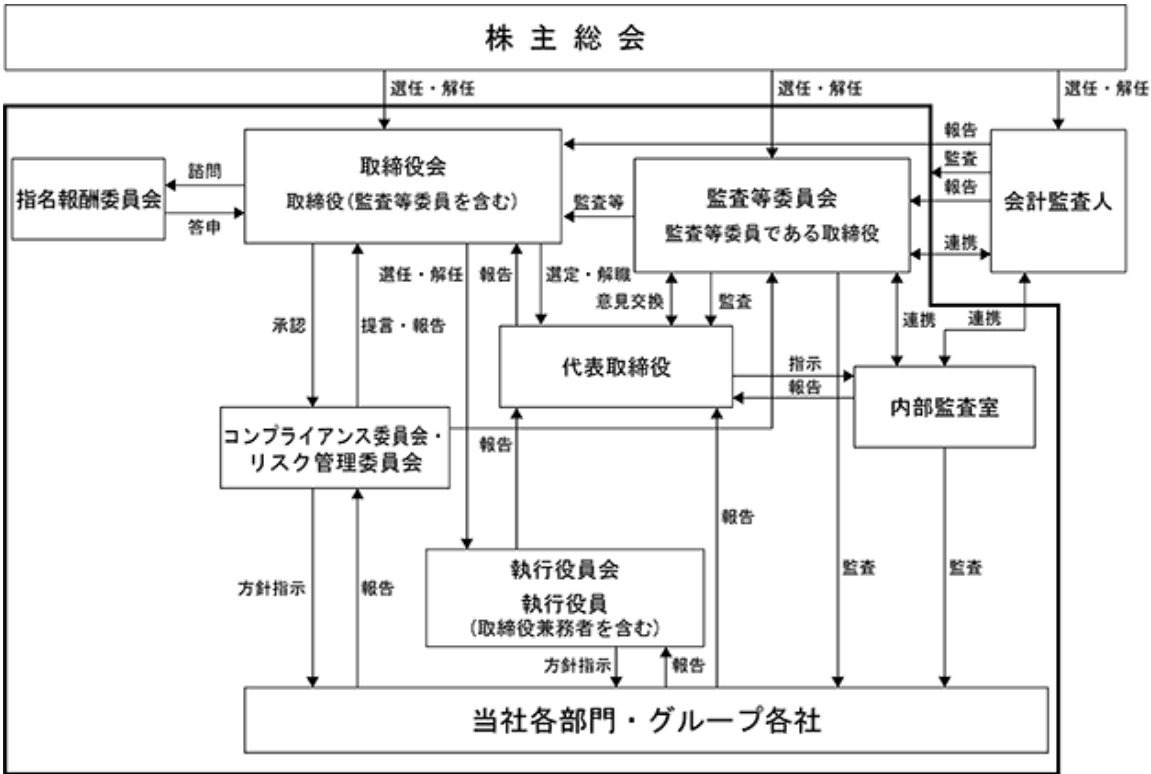 株主総会
選任・解任
選任・解任
選任・解任
報告
監査
報告
連携
会計監査人
取締役会
取締役(監査等委員を含む)
諮問
答申
指名報酬委員会
監査等
監査等委員会
監査等委員である取締役
選任・解任
報告
選定・解職
意見交換
監査
連携
連携
承認
提言・報告
代表取締役
指示
報告
内部監査室
コンプライアンス委員会・
リスク管理委員会
報告
報告
執行役員会
執行役員
(取締役兼務者を含む)
監査
監査
方針指示
報告
方針指示
報告
当社各部門・グループ各社